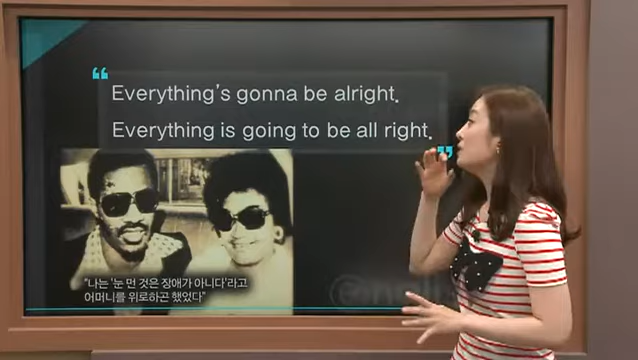 Everything's gonna be alright.
Everything is going to be all right.
"나는 '눈 먼 것은 장애가 아니다'라고
어머니를 위로하곤 했었다"